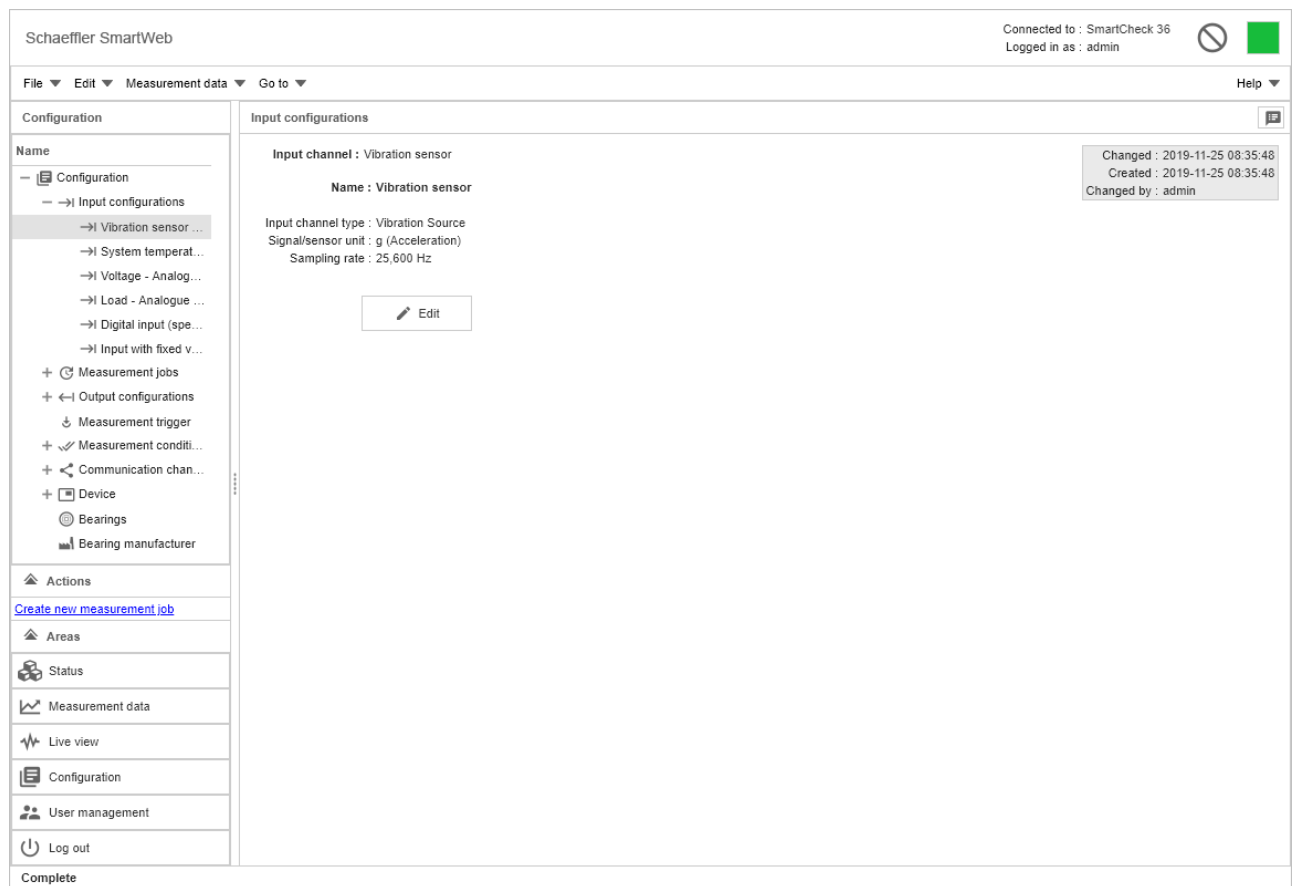 Schaeffler SmartWeb
Connected to : SmartCheck 36
Logged in as : admin
File Edit Measurement data Go to Help
Configuration
Name
Configuration
Input configurations
Vibration sensor ...
System temperat...
Voltage - Analog...
Load - Analogue ...
Digital input (spe...
Input with fixed v...
Measurement jobs
Output configurations
Measurement trigger
Measurement conditi...
Communication chan...
Device
Bearings
Bearing manufacturer
Actions
Create new measurement job
Areas
Status
Measurement data
Live view
Configuration
User management
Log out
Input configurations
Input channel : Vibration sensor
Name : Vibration sensor
Input channel type : Vibration Source
Signal/sensor unit : g (Acceleration)
Sampling rate : 25,600 Hz
Edit
Changed : 2019-11-25 08:35:48
Created : 2019-11-25 08:35:48
Changed by : admin
Complete